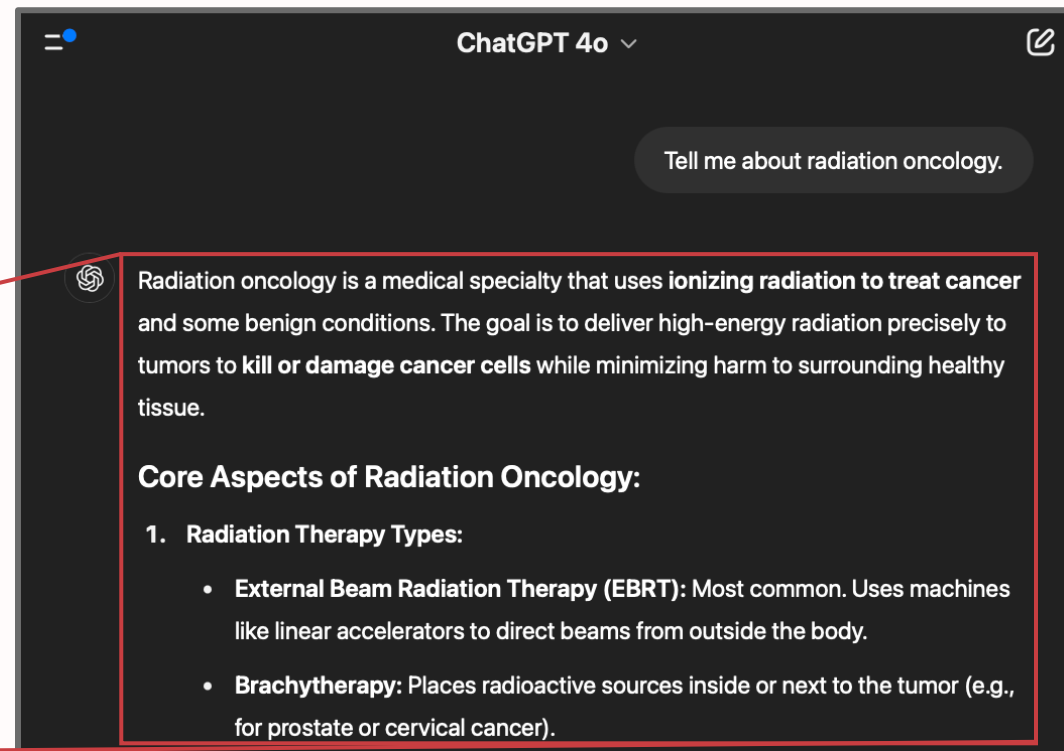 ChatGPT 4o
Tell me about radiation oncology.
Radiation oncology is a medical specialty that uses ionizing radiation to treat cancer
and some benign conditions. The goal is to deliver high-energy radiation precisely to
tumors to kill or damage cancer cells while minimizing harm to surrounding healthy
tissue.
Core Aspects of Radiation Oncology:
1. Radiation Therapy Types:
• External Beam Radiation Therapy (EBRT): Most common. Uses machines
like linear accelerators to direct beams from outside the body.
• Brachytherapy: Places radioactive sources inside or next to the tumor (e.g.,
for prostate or cervical cancer).